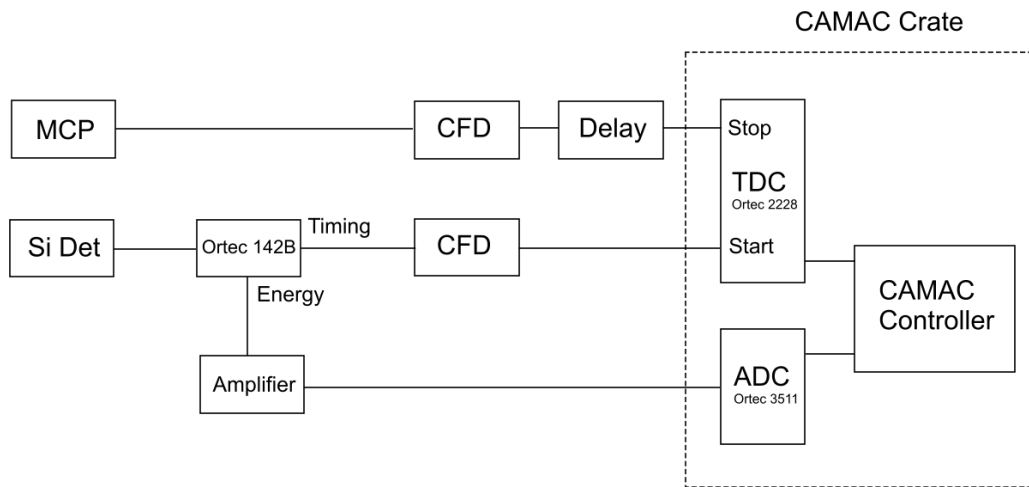 CAMAC Crate
MCP
CFD
Delay
Stop
TDC
Ortec 2228
Start
Si Det
Ortec 142B
Timing
CFD
Energy
CAMAC
Controller
Amplifier
ADC
Ortec 3511